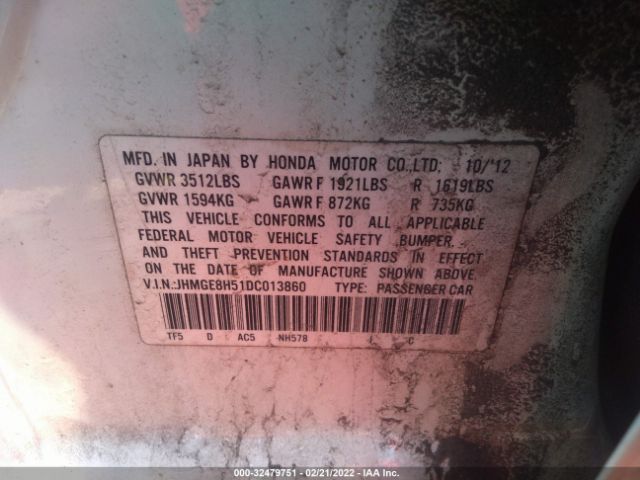 MFD. IN JAPAN BY HONDA MOTOR CO.,LTD; 10/'12
GVWR 3512LBS GAWR F 1921LBS R 1619LBS
GVWR 1594KG GAWR F 872KG R 735KG
THIS VEHICLE CONFORMS TO ALL APPLICABLE
FEDERAL MOTOR VEHICLE SAFETY BUMPER,
AND THEFT PREVENTION STANDARDS IN EFFECT
ON THE DATE OF MANUFACTURE SHOWN ABOVE.
V.I.N.:JHMGE8H51DC013860 TYPE: PASSENGER CAR
TF5 D AC5 NH578 C
000-32479751 — 02/21/2022 — IAA Inc.